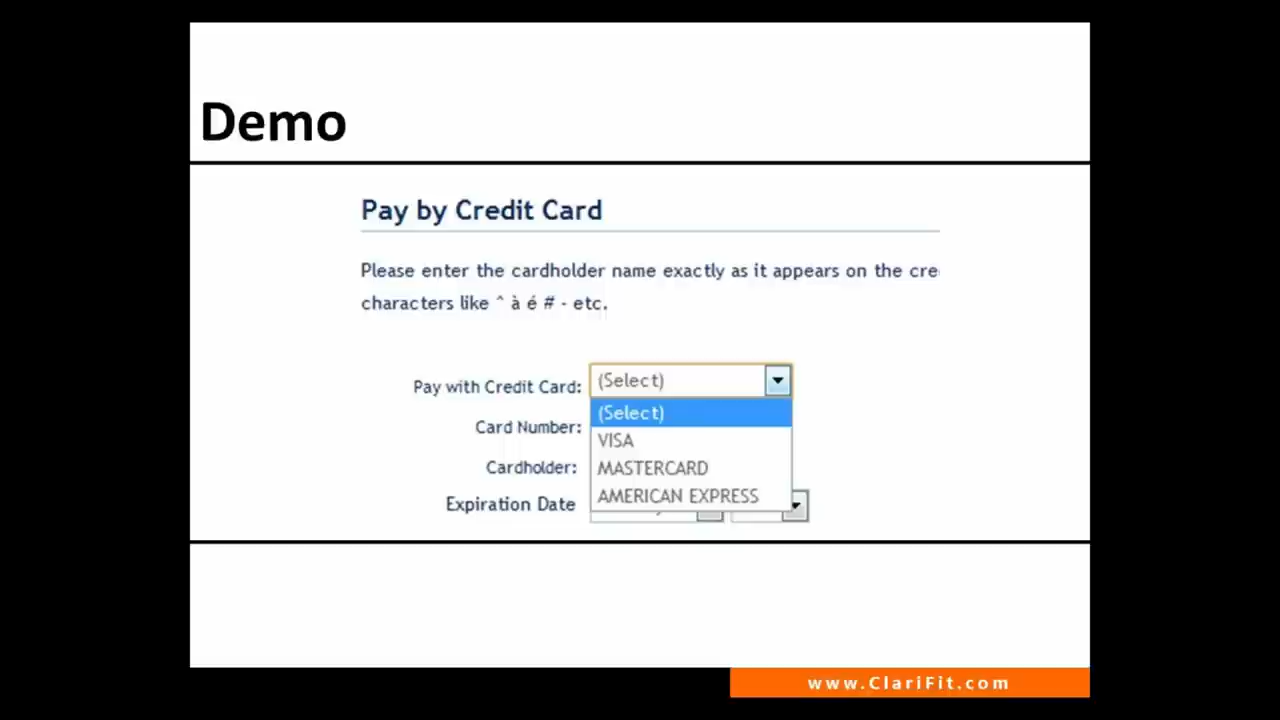 Demo
Pay by Credit Card
Please enter the cardholder name exactly as it appears on the cre
characters like ^ à é # - etc.
Pay with Credit Card: (Select)
(Select)
Card Number:
VISA
Cardholder: MASTERCARD
Expiration Date AMERICAN EXPRESS
www.ClariFit.com